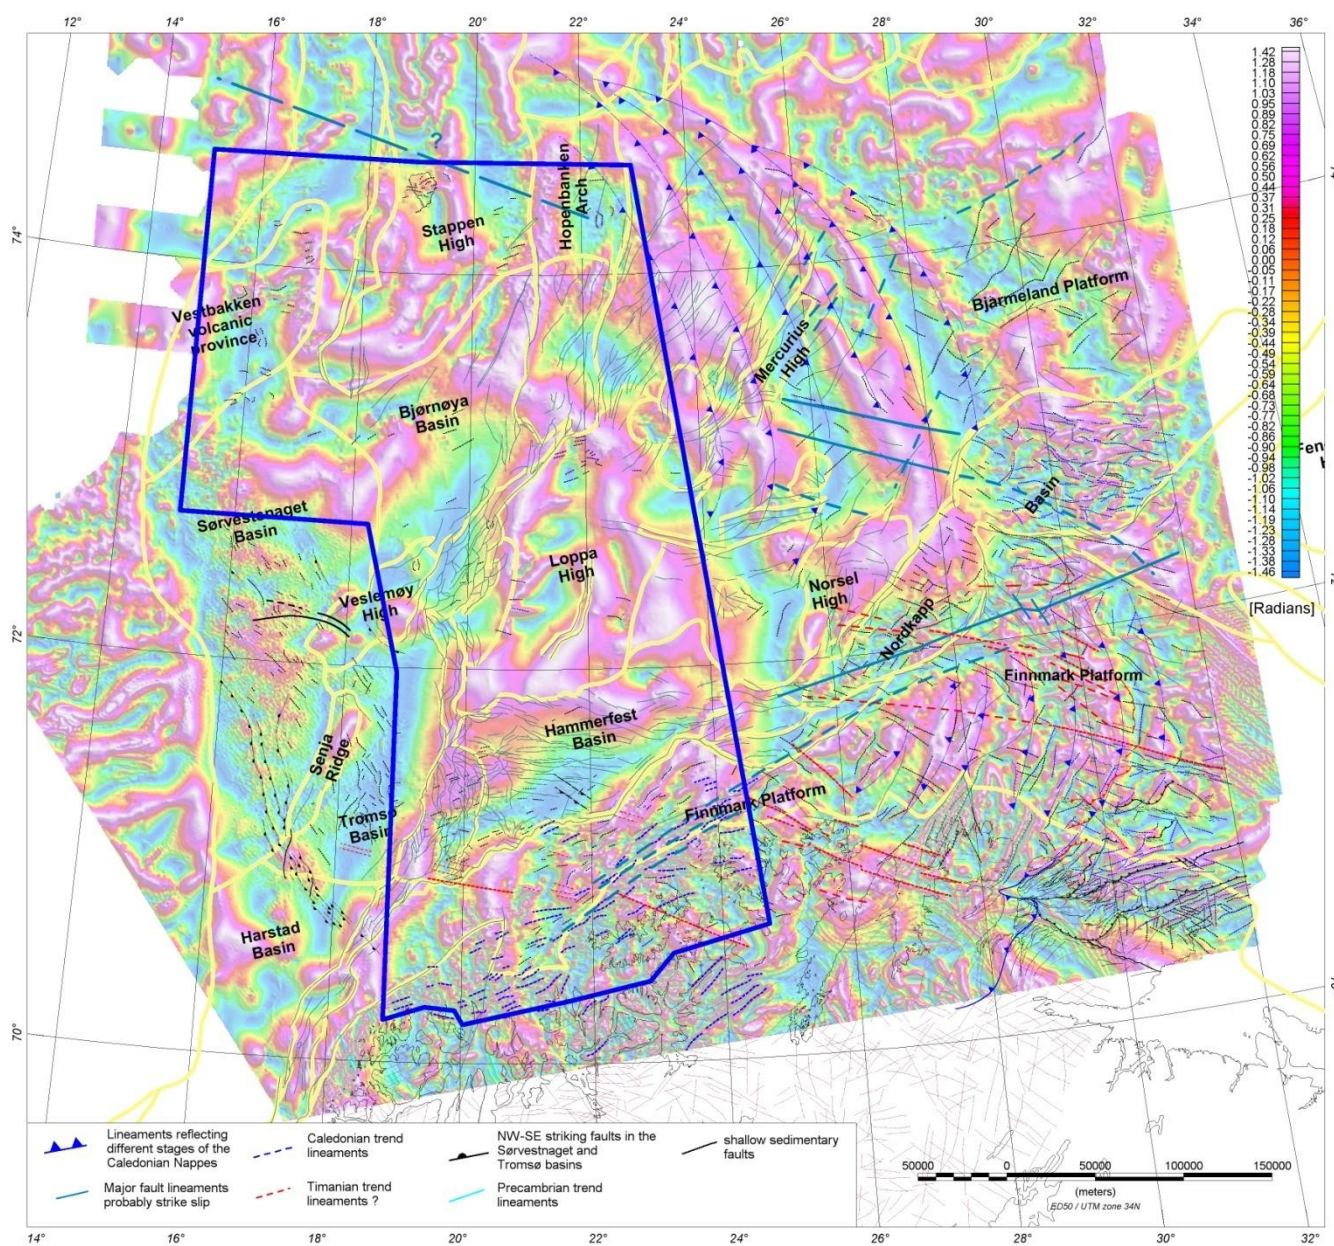 12° 14° 16° 18° 20° 22° 24° 26° 28° 30° 32° 34° 36°
1.42
1.28
1.18
1.10
1.03
0.95
0.89
0.82
0.75
0.69
0.62
0.56
0.50
0.44
0.37
0.31
0.25
0.18
0.12
0.06
0.00
-0.05
-0.11
-0.17
-0.22
-0.28
-0.34
-0.39
-0.44
-0.49
-0.54
-0.59
-0.64
-0.68
-0.73
-0.77
-0.82
-0.86
-0.90
-0.94
-0.98
-1.02
-1.06
-1.10
-1.14
-1.19
-1.23
-1.28
-1.33
-1.38
-1.46
[Radians]
?
Hopenbanken
Arch
Stappen
High
74°
Bjarmeland Platform
Vestbakken
volcanic
province
Mercurius
High
Bjørnøya
Basin
Basin
Sørvestsnaget
Basin
Loppa
High
Norsel
High
Veslemøy
High
72°
Nordkapp
Finnmark Platform
Hammerfest
Basin
Senja
Ridge
Finnmark Platform
Tromsø
Basin
Harstad
Basin
70°
Lineaments reflecting
different stages of the
Caledonian Nappes
Major fault lineaments
probably strike slip
Caledonian trend
lineaments
Timanian trend
lineaments ?
NW-SE striking faults in the
Sørvestnaget and
Tromsø basins
Precambrian trend
lineaments
shallow sedimentary
faults
50000 0 50000 100000 150000
(meters)
ED50 / UTM zone 34N
14° 16° 18° 20° 22° 24° 26° 28° 30° 32°